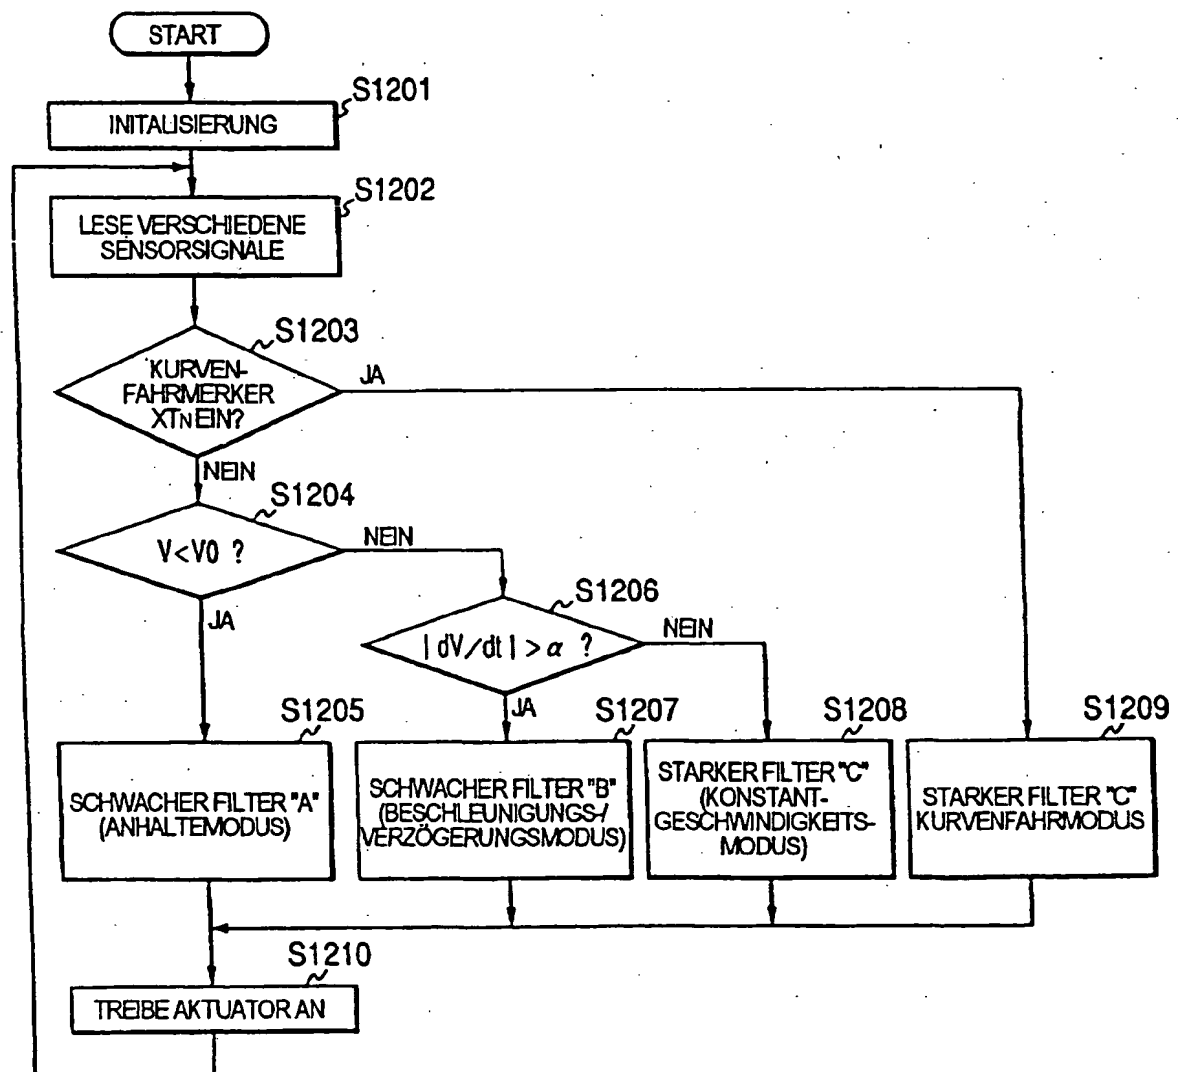 START
S1201
INITALISIERUNG
S1202
LESE VERSCHIEDENE
SENSORSIGNALE
S1203
KURVEN-
FAHRMERKER
XTN EIN?
JA
NEIN
S1204
V<V0 ?
NEIN
JA
S1206
|dV/dt|>α ?
NEIN
JA
S1205
SCHWACHER FILTER "A"
(ANHALTEMODUS)
S1207
SCHWACHER FILTER "B"
(BESCHLEUNIGUNGS-/
VERZÖGERUNGSMODUS)
S1208
STARKER FILTER "C"
(KONSTANT-
GESCHWINDIGKEITS-
MODUS)
S1209
STARKER FILTER "C"
KURVENFAHRMODUS
S1210
TREIBE AKTUATOR AN